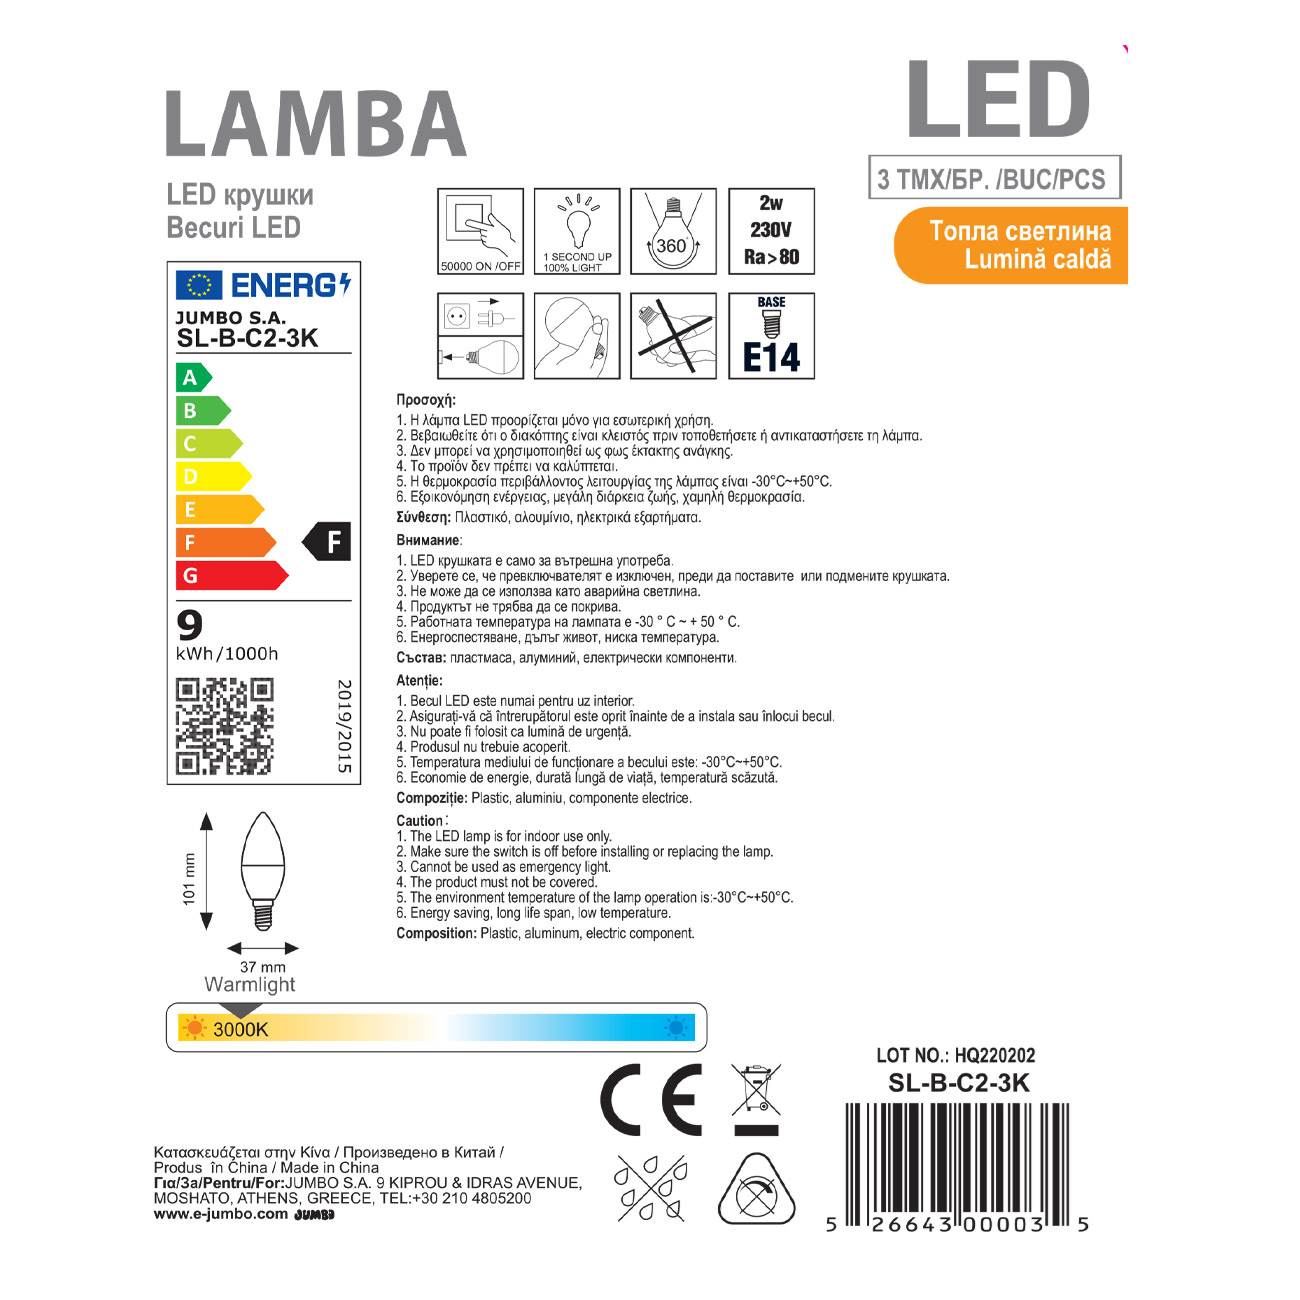 LAMBA
LED
3 ΤΜΧ/БР. /BUC/PCS
LED крушки
Becuri LED
Топла светлина
Lumină caldă
50000 ON /OFF
1 SECOND UP
100% LIGHT
360°
2w
230V
Ra>80
BASE
E14
ENERG
JUMBO S.A.
SL-B-C2-3K
A
B
C
D
E
F
F
G
9
kWh/1000h
2019/2015
Προσοχή:
1. Η λάμπα LED προορίζεται μόνο για εσωτερική χρήση.
2. Βεβαιωθείτε ότι ο διακόπτης είναι κλειστός πριν τοποθετήσετε ή αντικαταστήσετε τη λάμπα.
3. Δεν μπορεί να χρησιμοποιηθεί ως φως έκτακτης ανάγκης.
4. Το προϊόν δεν πρέπει να καλύπτεται.
5. Η θερμοκρασία περιβάλλοντος λειτουργίας της λάμπας είναι -30°C~+50°C.
6. Εξοικονόμηση ενέργειας, μεγάλη διάρκεια ζωής, χαμηλή θερμοκρασία.
Σύνθεση: Πλαστικό, αλουμίνιο, ηλεκτρικά εξαρτήματα.
Внимание:
1. LED крушката е само за вътрешна употреба.
2. Уверете се, че превключвателят е изключен, преди да поставите или подмените крушката.
3. Не може да се използва като аварийна светлина.
4. Продуктът не трябва да се покрива.
5. Работната температура на лампата е -30 ° C ~ + 50 ° C.
6. Енергоспестяване, дълъг живот, ниска температура.
Състав: пластмаса, алуминий, електрически компоненти.
Atenție:
1. Becul LED este numai pentru uz interior.
2. Asigurați-vă că întrerupătorul este oprit înainte de a instala sau înlocui becul.
3. Nu poate fi folosit ca lumină de urgență.
4. Produsul nu trebuie acoperit.
5. Temperatura mediului de funcționare a becului este: -30°C~+50°C.
6. Economie de energie, durată lungă de viață, temperatură scăzută.
Compoziție: Plastic, aluminiu, componente electrice.
Caution:
1. The LED lamp is for indoor use only.
2. Make sure the switch is off before installing or replacing the lamp.
3. Cannot be used as emergency light.
4. The product must not be covered.
5. The environment temperature of the lamp operation is:-30°C~+50°C.
6. Energy saving, long life span, low temperature.
Composition: Plastic, aluminum, electric component.
101 mm
37 mm
Warmlight
3000K
CE
LOT NO.: HQ220202
SL-B-C2-3K
5 26643 00003 5
Κατασκευάζεται στην Κίνα / Произведено в Китай /
Produs în China / Made in China
Για/За/Pentru/For:JUMBO S.A. 9 KIPROU & IDRAS AVENUE,
MOSHATO, ATHENS, GREECE, TEL:+30 210 4805200
www.e-jumbo.com JUMBO